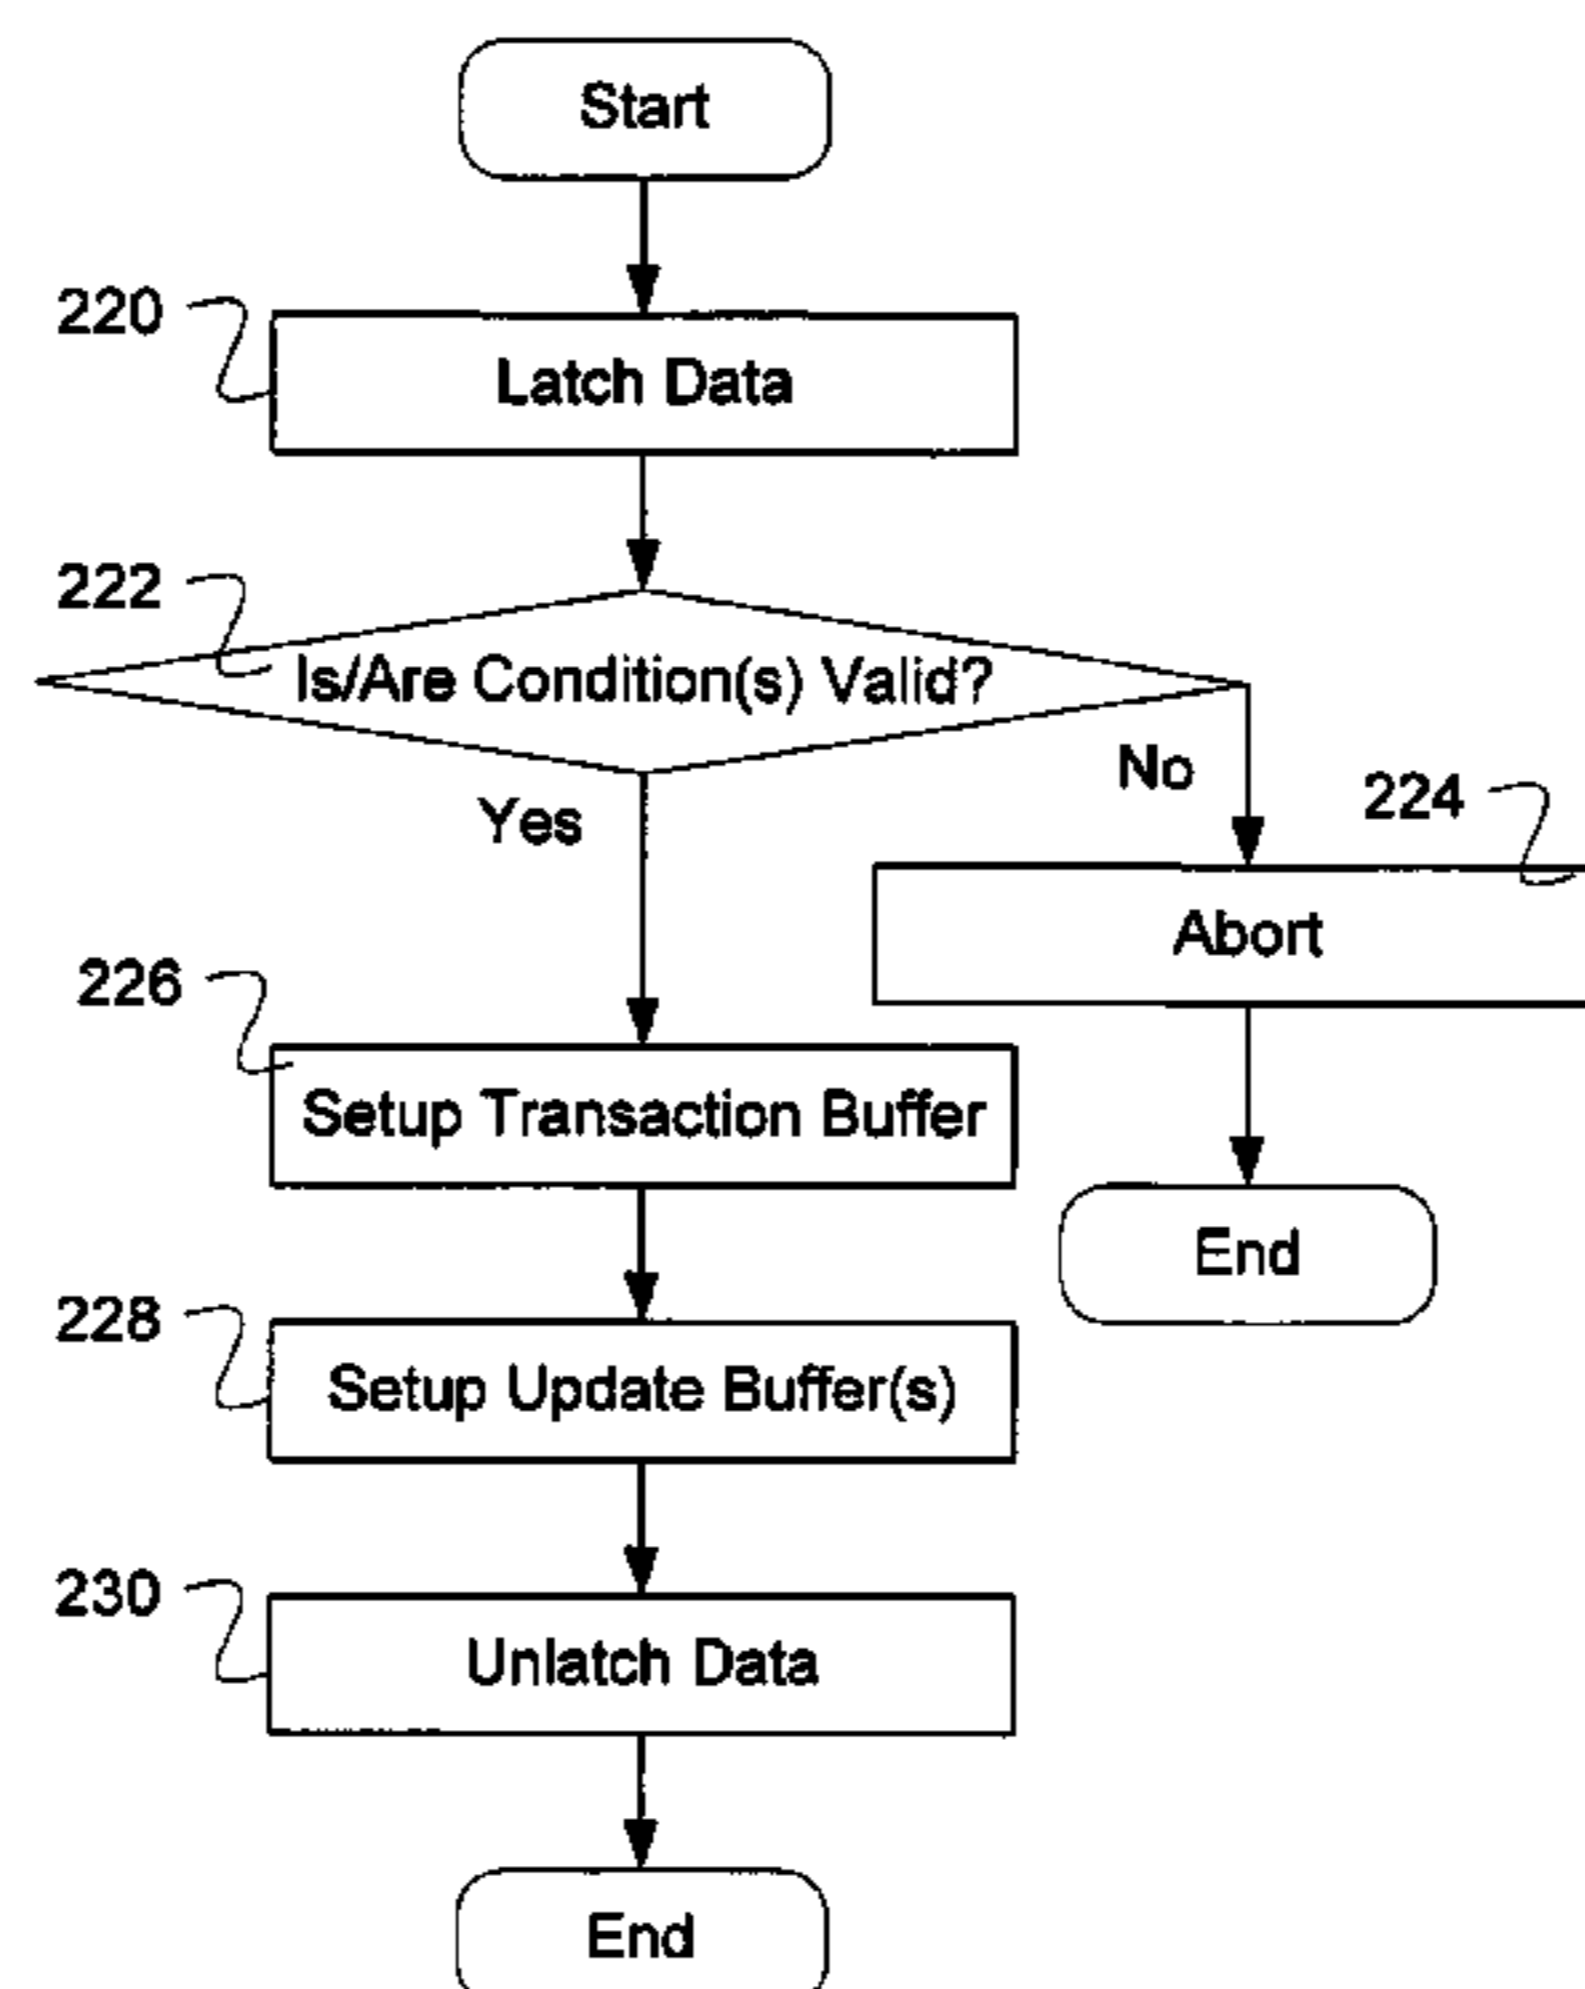 Start
220
Latch Data
222
Is/Are Condition(s) Valid?
No
224
Yes
Abort
226
Setup Transaction Buffer
End
228
Setup Update Buffer(s)
230
Unlatch Data
End